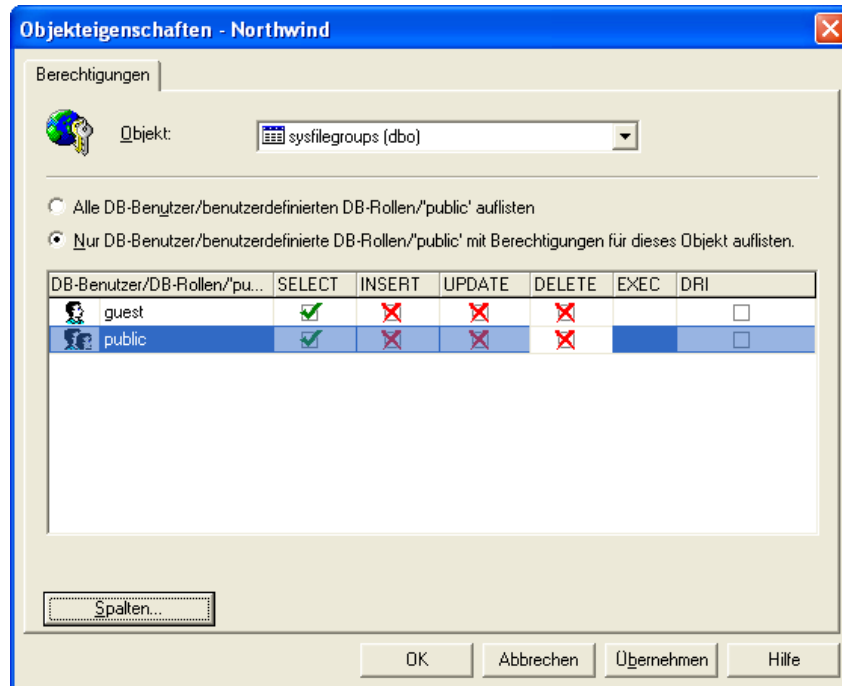 Objekteigenschaften - Northwind
Berechtigungen
Objekt: sysfilegroups (dbo)
Alle DB-Benutzer/benutzerdefinierten DB-Rollen/'public' auflisten
Nur DB-Benutzer/benutzerdefinierte DB-Rollen/'public' mit Berechtigungen für dieses Objekt auflisten.
DB-Benutzer/DB-Rollen/'pu... SELECT INSERT UPDATE DELETE EXEC DRI
guest
public
Spalten...
OK Abbrechen Übernehmen Hilfe